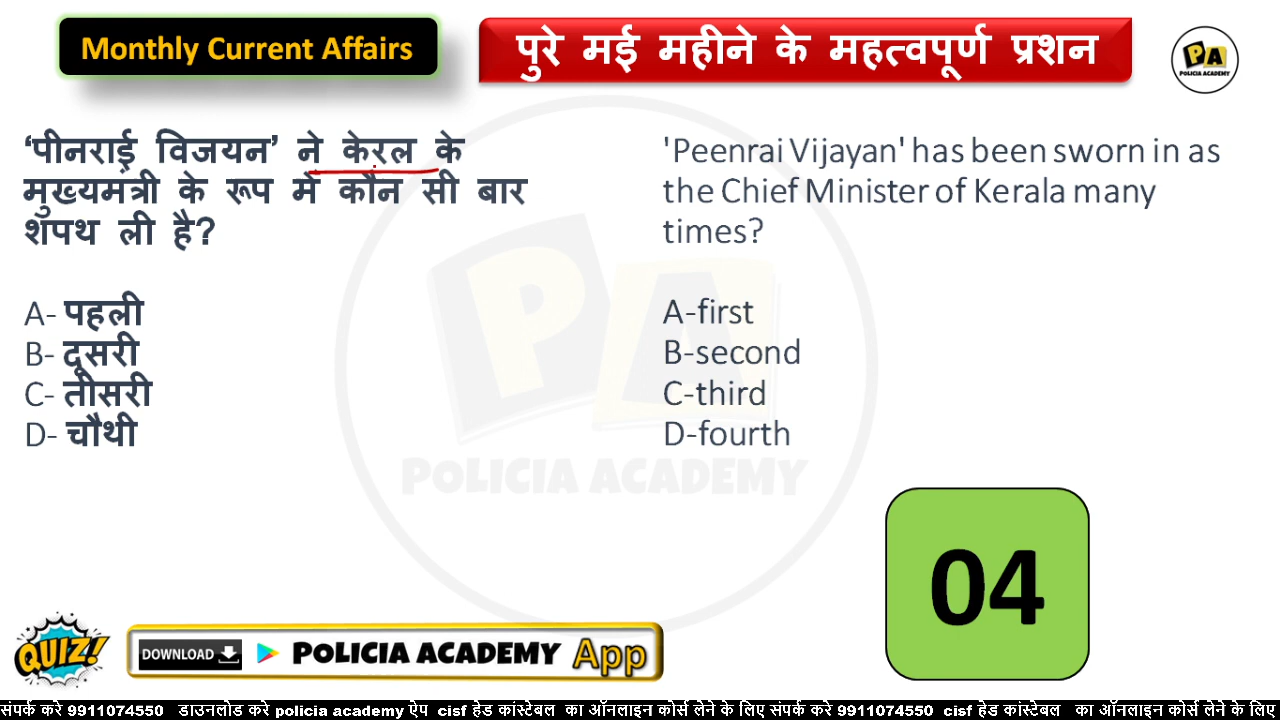 Monthly Current Affairs
पुरे मई महीने के महत्वपूर्ण प्रशन
PA
POLICIA ACADEMY
‘पीनराई विजयन’ ने केरल के
मुख्यमंत्री के रूप में कौन सी बार
शपथ ली है?
A- पहली
B- दूसरी
C- तीसरी
D- चौथी
'Peenrai Vijayan' has been sworn in as
the Chief Minister of Kerala many
times?
A-first
B-second
C-third
D-fourth
PA
POLICIA ACADEMY
04
QUIZ!
DOWNLOAD
POLICIA ACADEMY App
संपर्क करे 9911074550 डाउनलोड करे policia academy ऐप cisf हेड कांस्टेबल का ऑनलाइन कोर्स लेने के लिए संपर्क करे 9911074550 cisf हेड कांस्टेबल का ऑनलाइन कोर्स लेने के लिए